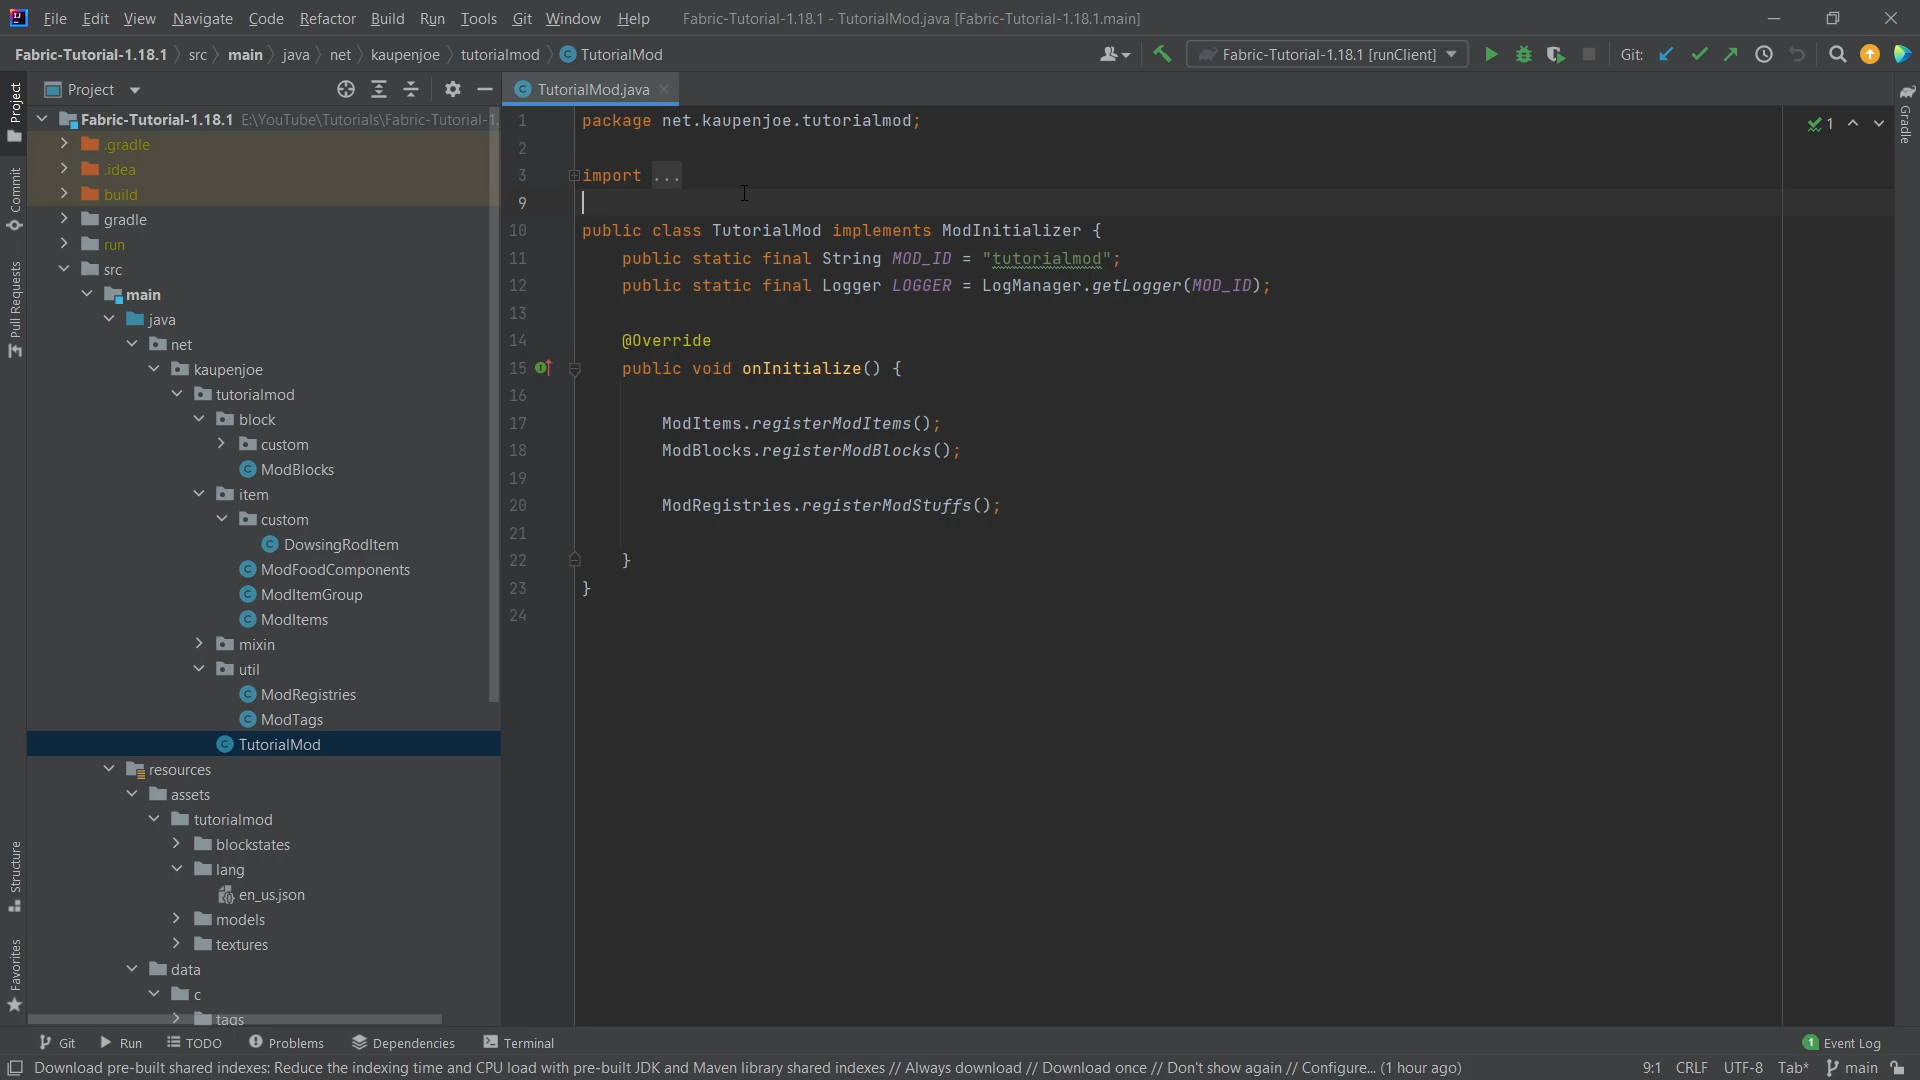 File Edit View Navigate Code Refactor Build Run Tools Git Window Help Fabric-Tutorial-1.18.1 - TutorialMod.java [Fabric-Tutorial-1.18.1.main]
Fabric-Tutorial-1.18.1 src main java net kaupenjoe tutorialmod TutorialMod Fabric-Tutorial-1.18.1 [runClient] Git:
Project
TutorialMod.java
Fabric-Tutorial-1.18.1 E:\YouTube\Tutorials\Fabric-Tutorial-1.
.gradle
.idea
build
gradle
run
src
main
java
net
kaupenjoe
tutorialmod
block
custom
ModBlocks
item
custom
DowsingRodItem
ModFoodComponents
ModItemGroup
ModItems
mixin
util
ModRegistries
ModTags
TutorialMod
resources
assets
tutorialmod
blockstates
lang
en_us.json
models
textures
data
c
tags
1 package net.kaupenjoe.tutorialmod;
2
3 import ...
9
10 public class TutorialMod implements ModInitializer {
11 public static final String MOD_ID = "tutorialmod";
12 public static final Logger LOGGER = LogManager.getLogger(MOD_ID);
13
14 @Override
15 public void onInitialize() {
16
17 ModItems.registerModItems();
18 ModBlocks.registerModBlocks();
19
20 ModRegistries.registerModStuffs();
21
22 }
23 }
24
1
Project
Commit
Pull Requests
Structure
Favorites
Gradle
Git Run TODO Problems Dependencies Terminal 1 Event Log
Download pre-built shared indexes: Reduce the indexing time and CPU load with pre-built JDK and Maven library shared indexes // Always download // Download once // Don't show again // Configure... (1 hour ago) 9:1 CRLF UTF-8 Tab* main